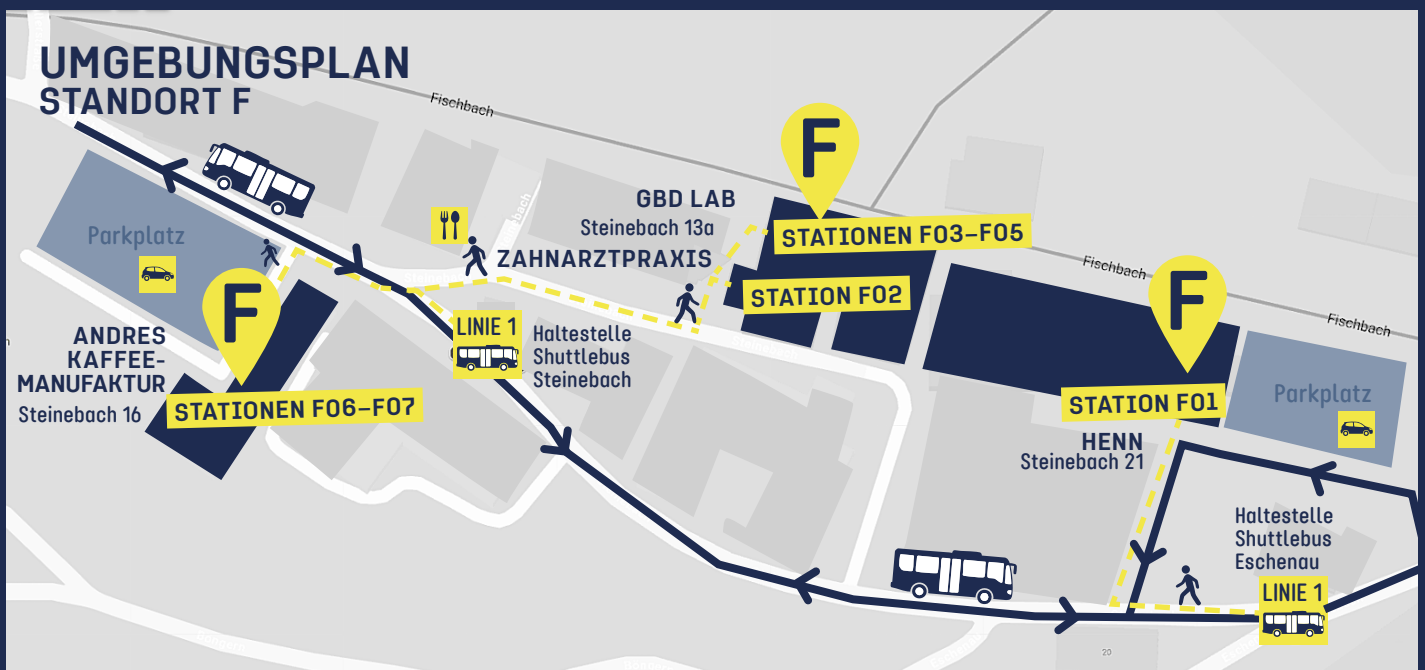 UMGEBUNGSPLAN
STANDORT F
Fischbach
F
GBD LAB
Steinebach 13a
STATIONEN F03–F05
ZAHNARZTPRAXIS
STATION F02
Parkplatz
F
Fischbach
F
Fischbach
LINIE 1
Haltestelle
Shuttlebus
Steinebach
ANDRES
KAFFEE-
MANUFAKTUR
Steinebach 16
STATIONEN F06–F07
STATION F01
Parkplatz
HENN
Steinebach 21
Haltestelle
Shuttlebus
Eschenau
LINIE 1
20